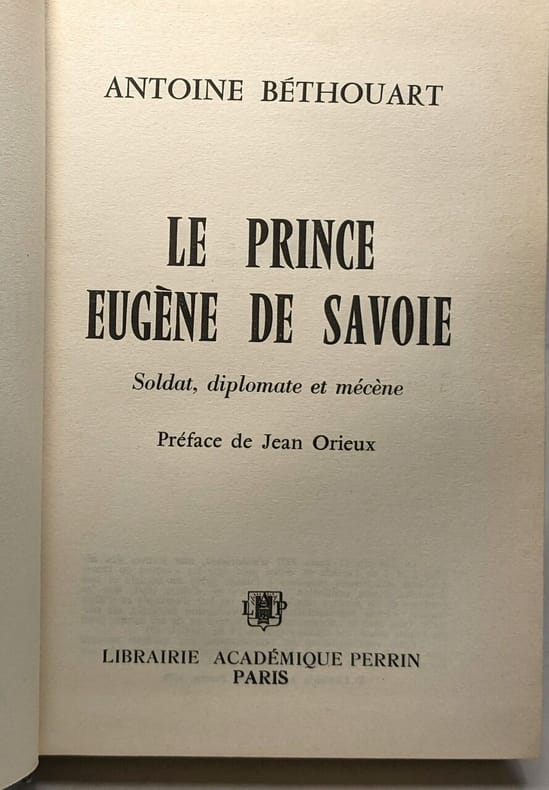 ANTOINE BÉTHOUART
LE PRINCE
EUGÈNE DE SAVOIE
Soldat, diplomate et mécène
Préface de Jean Orieux
L A P
LIBRAIRIE ACADÉMIQUE PERRIN
PARIS